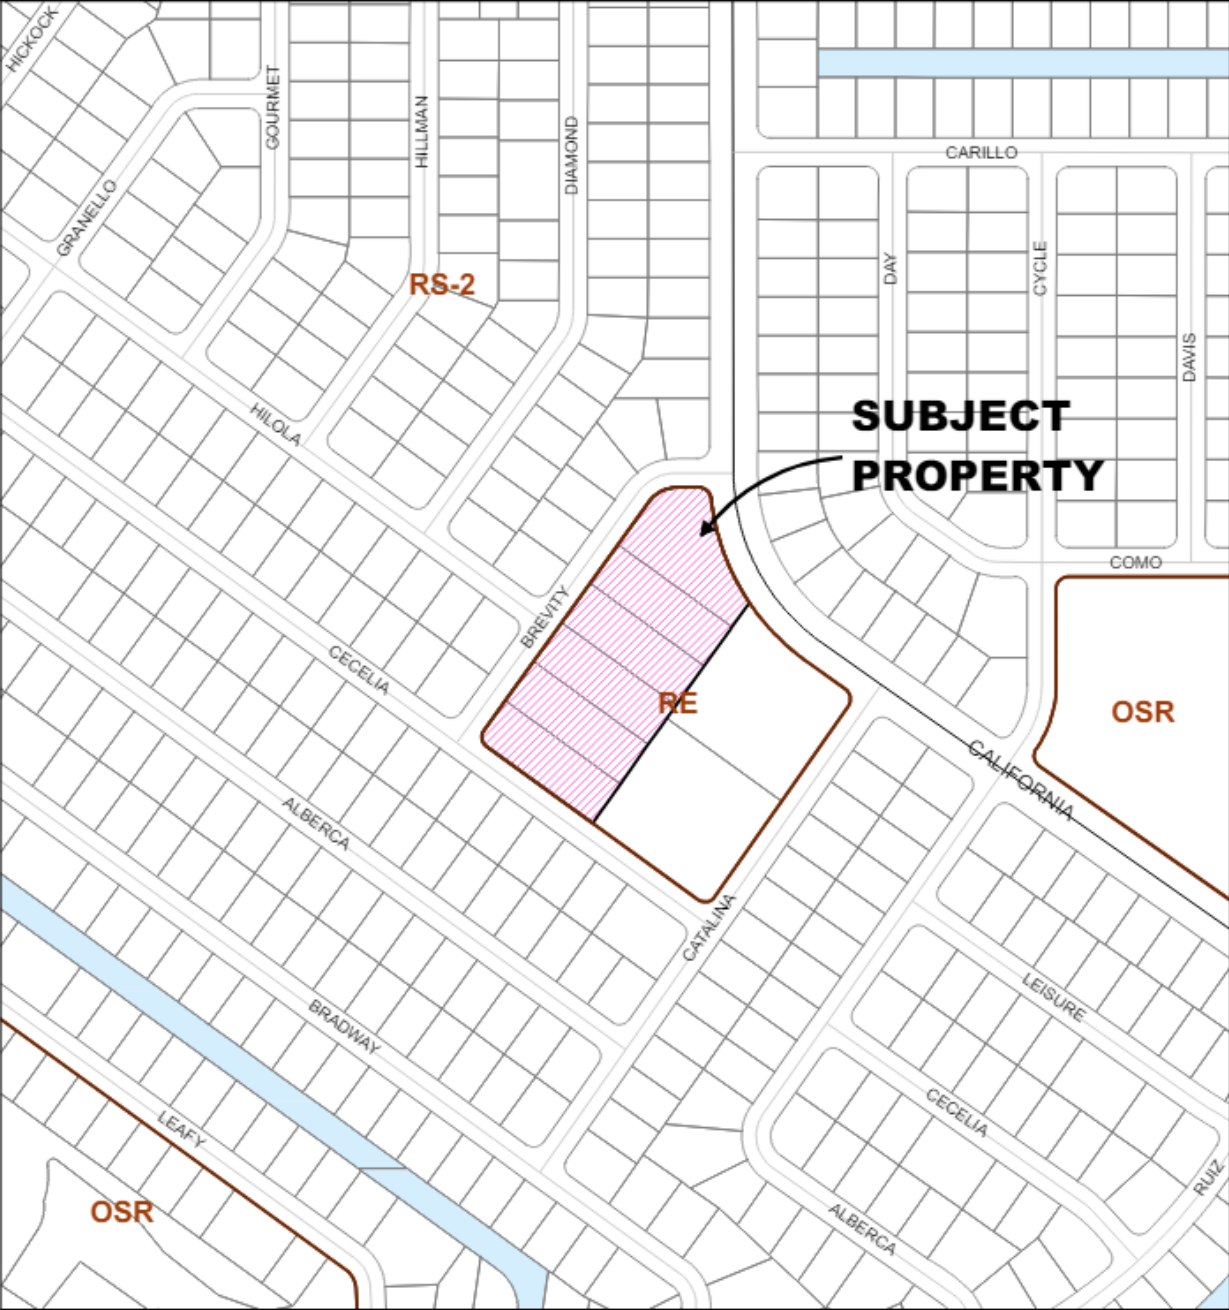 HICKOCK
GOURMET
HILLMAN
DIAMOND
CARILLO
GRANELLO
DAY
CYCLE
RS-2
DAVIS
SUBJECT
PROPERTY
HILOLA
COMO
BREVITY
CECELIA
RE
OSR
CALIFORNIA
ALBERCA
CATALINA
LEISURE
BRADWAY
CECELIA
LEAFY
RUIZ
OSR
ALBERCA